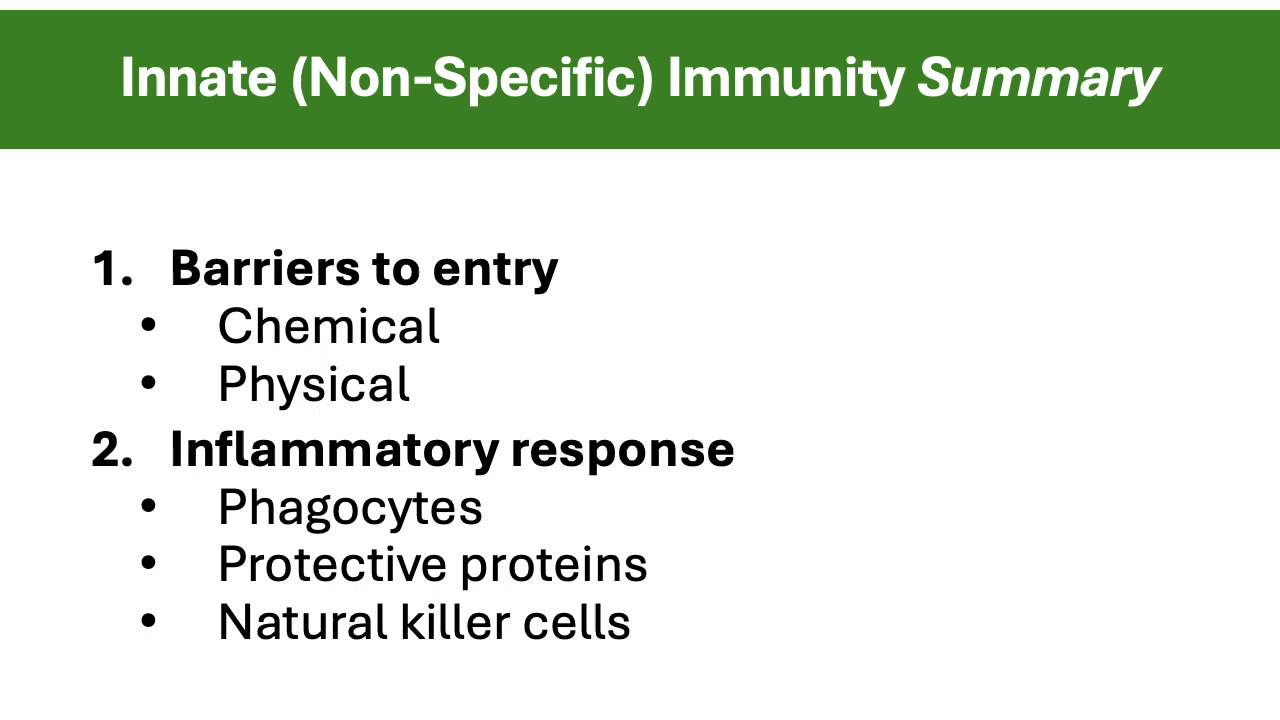 Innate (Non-Specific) Immunity Summary
1. Barriers to entry
• Chemical
• Physical
2. Inflammatory response
• Phagocytes
• Protective proteins
• Natural killer cells